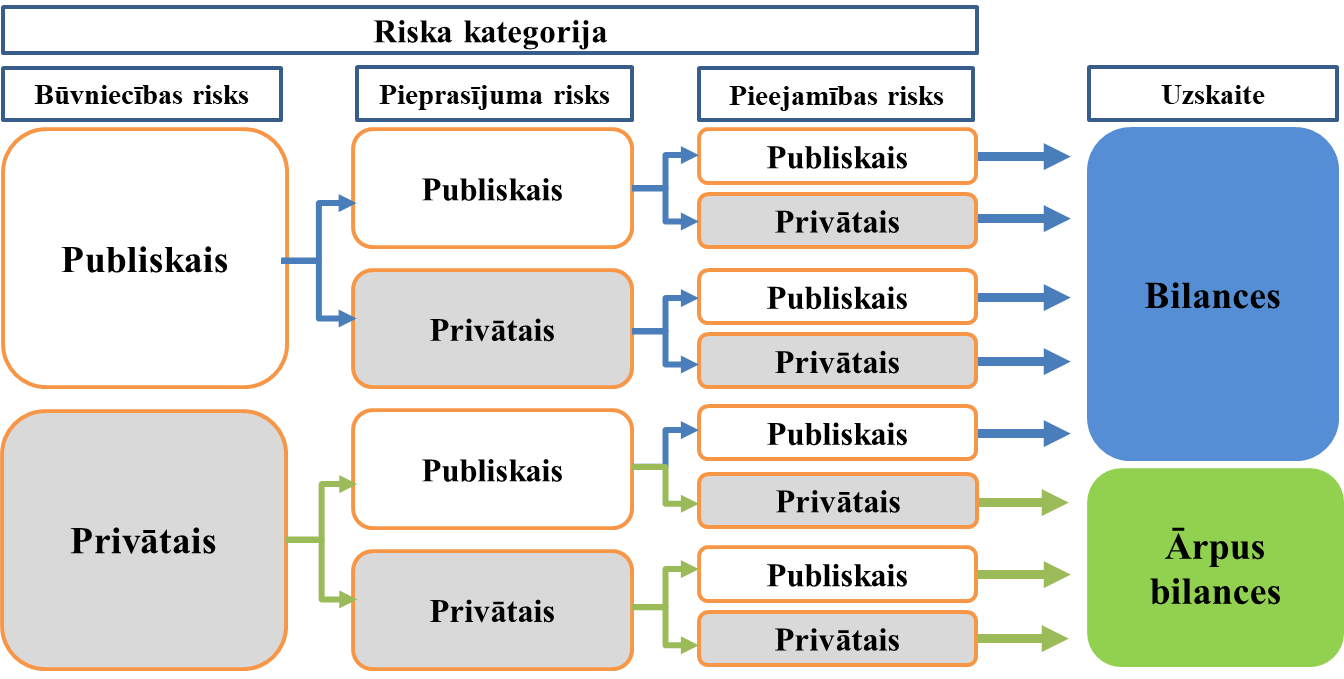 Riska kategorija
Būvniecības risks
Pieprasījuma risks
Pieejamības risks
Uzskaite
Publiskais
Publiskais
Publiskais
Privātais
Privātais
Publiskais
Privātais
Bilances
Privātais
Publiskais
Publiskais
Privātais
Privātais
Publiskais
Privātais
Ārpus
bilances